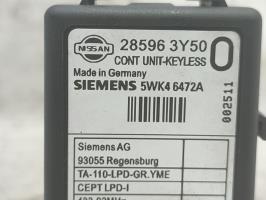 NISSAN
28596 3Y50 0
CONT UNIT-KEYLESS
Made in Germany
SIEMENS 5WK4 6472A
002511
Siemens AG
93055 Regensburg
TA-110-LPD-GR.YME
CEPT LPD-I